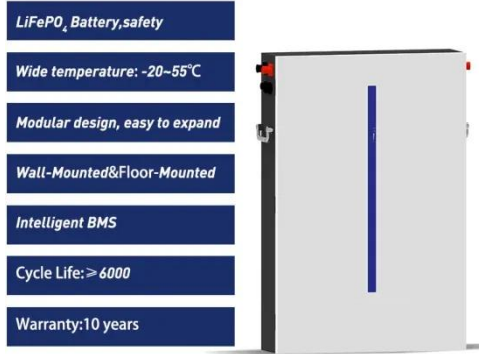 LiFePO₄ Battery,safety
Wide temperature: -20~55℃
Modular design, easy to expand
Wall-Mounted&Floor-Mounted
Intelligent BMS
Cycle Life:≥6000
Warranty:10 years